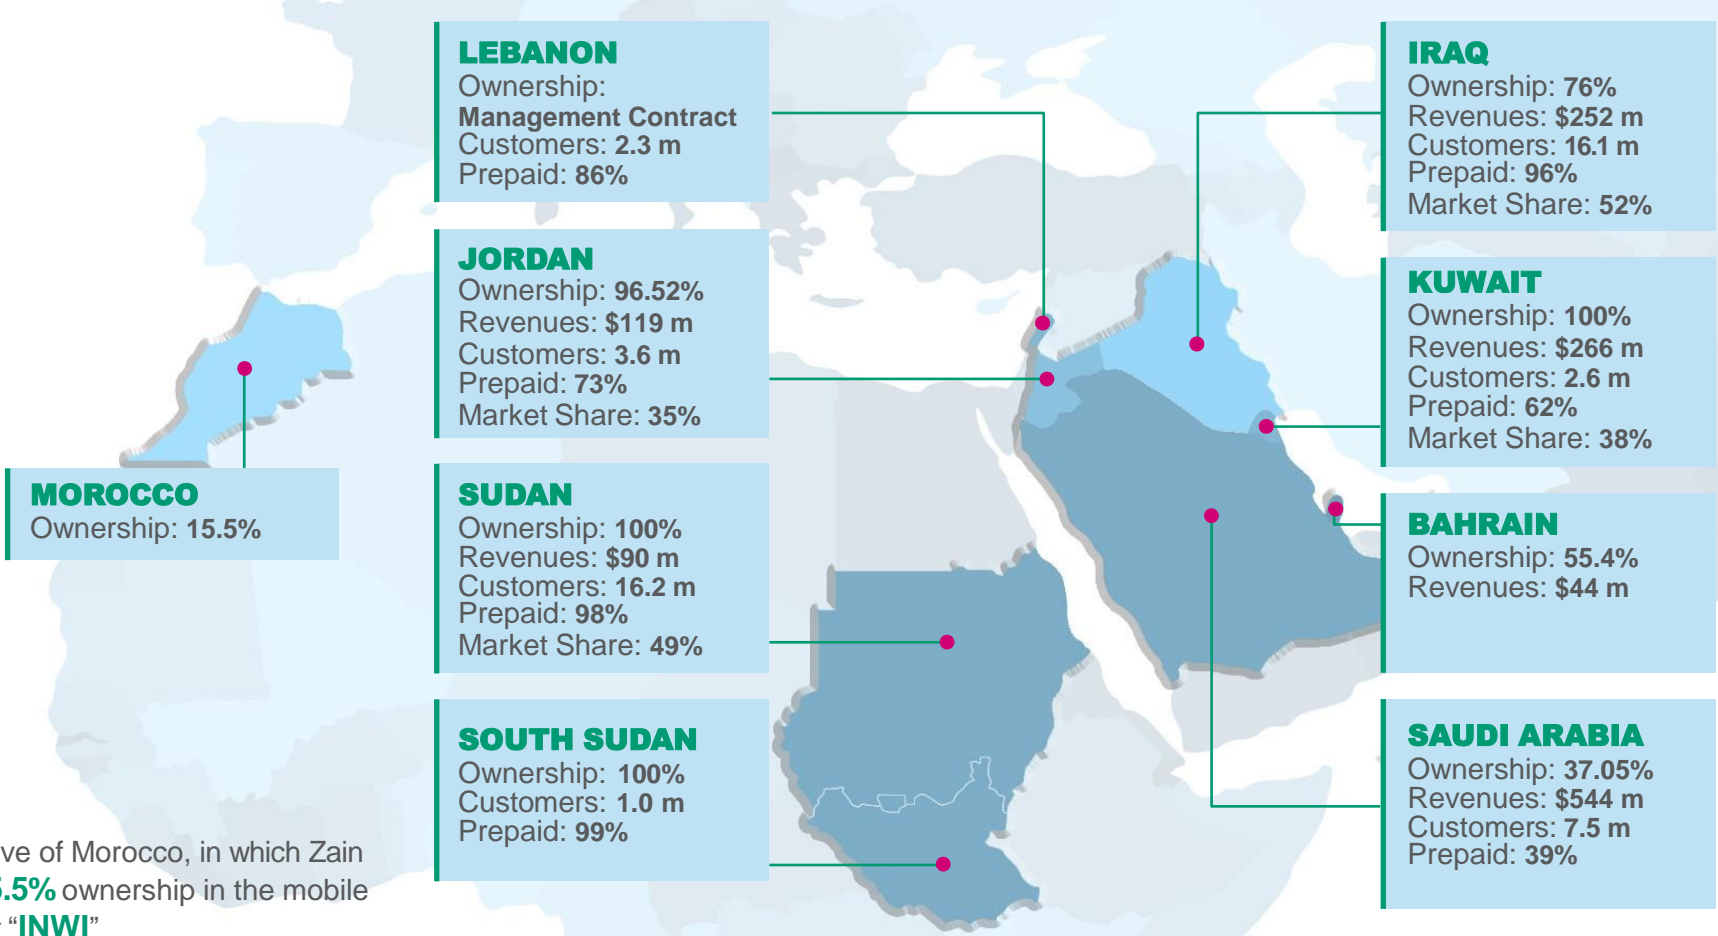 LEBANON
Ownership:
Management Contract
Customers: 2.3 m
Prepaid: 86%
JORDAN
Ownership: 96.52%
Revenues: $119 m
Customers: 3.6 m
Prepaid: 73%
Market Share: 35%
MOROCCO
Ownership: 15.5%
SUDAN
Ownership: 100%
Revenues: $90 m
Customers: 16.2 m
Prepaid: 98%
Market Share: 49%
SOUTH SUDAN
Ownership: 100%
Customers: 1.0 m
Prepaid: 99%
IRAQ
Ownership: 76%
Revenues: $252 m
Customers: 16.1 m
Prepaid: 96%
Market Share: 52%
KUWAIT
Ownership: 100%
Revenues: $266 m
Customers: 2.6 m
Prepaid: 62%
Market Share: 38%
BAHRAIN
Ownership: 55.4%
Revenues: $44 m
SAUDI ARABIA
Ownership: 37.05%
Revenues: $544 m
Customers: 7.5 m
Prepaid: 39%
of Morocco, in which Zain
ownership in the mobile
“INWI”